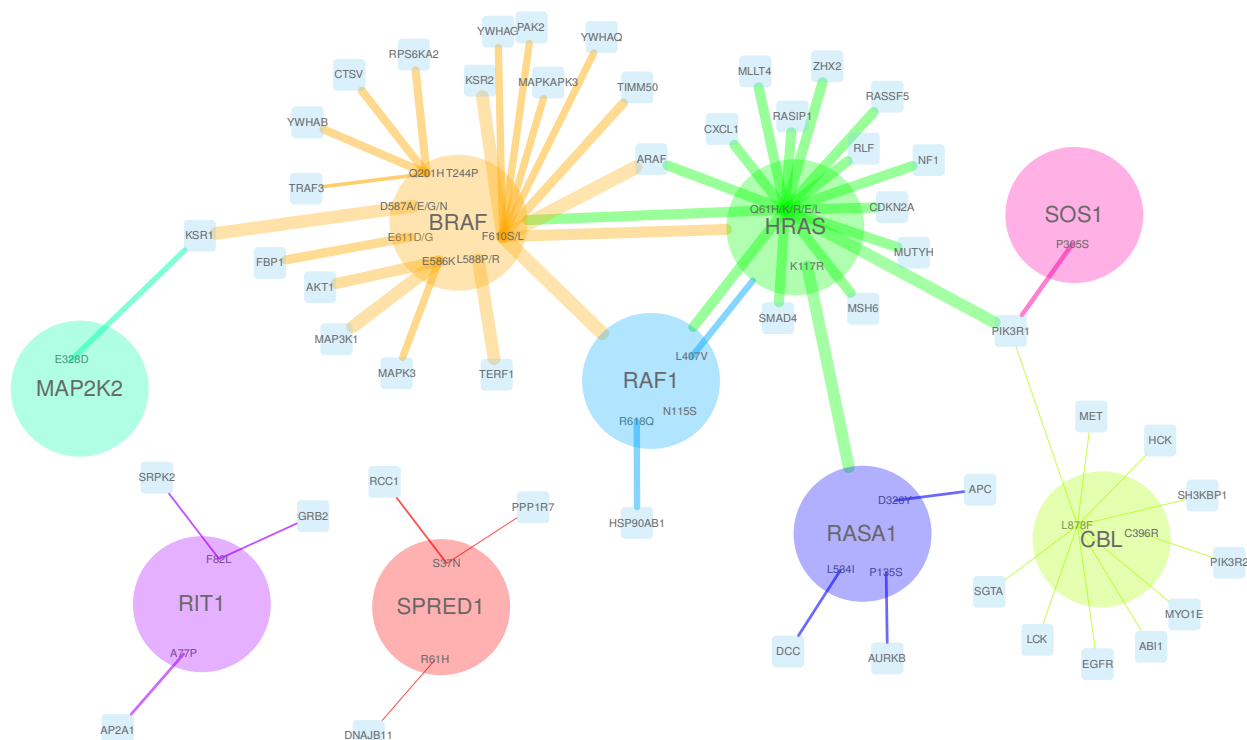 YWHAG
PAK2
YWHAQ
RPS6KA2
CTSV
KSR2
MAPKAPK3
TIMM50
YWHAB
TRAF3
ARAF
Q201H
T244P
D587A/E/G/N
BRAF
F610S/L
E611D/G
E586K
L588P/R
KSR1
FBP1
AKT1
MAP3K1
MAPK3
TERF1
MLLT4
ZHX2
RASSF5
CXCL1
RASIP1
RLF
NF1
CDKN2A
Q61H/K/R/E/L
HRAS
K117R
MUTYH
MSH6
SMAD4
SOS1
P305S
PIK3R1
E328D
MAP2K2
L407V
RAF1
N115S
R618Q
HSP90AB1
SRPK2
GRB2
F82L
RIT1
A77P
AP2A1
RCC1
PPP1R7
S37N
SPRED1
R61H
DNAJB11
D326Y
APC
RASA1
L534I
P135S
DCC
AURKB
MET
HCK
SH3KBP1
L878F
C396R
CBL
PIK3R2
SGTA
MYO1E
LCK
ABI1
EGFR